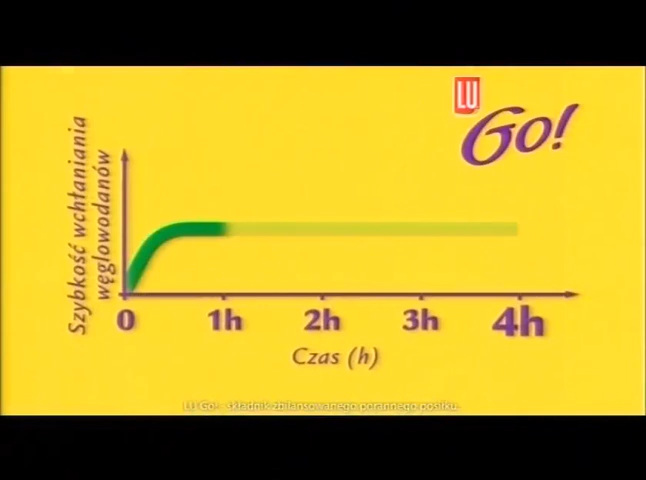 LU
Go!
Szybkość wchłaniania
węglowodanów
0 1h 2h 3h 4h
Czas (h)
LU Go! - składnik zbilansowanego porannego posiłku.